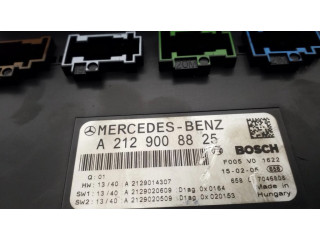 MERCEDES-BENZ
A 212 900 88 25
BOSCH
F005 V0 1622
Q: 01
15-02-05
HW: 13/40 A 2129014307
SW1: 13/40 A 2129020609 Diag 0x0164
Made in
SW2: 13/40 A 2129020509 Diag 0x020153
Hungary